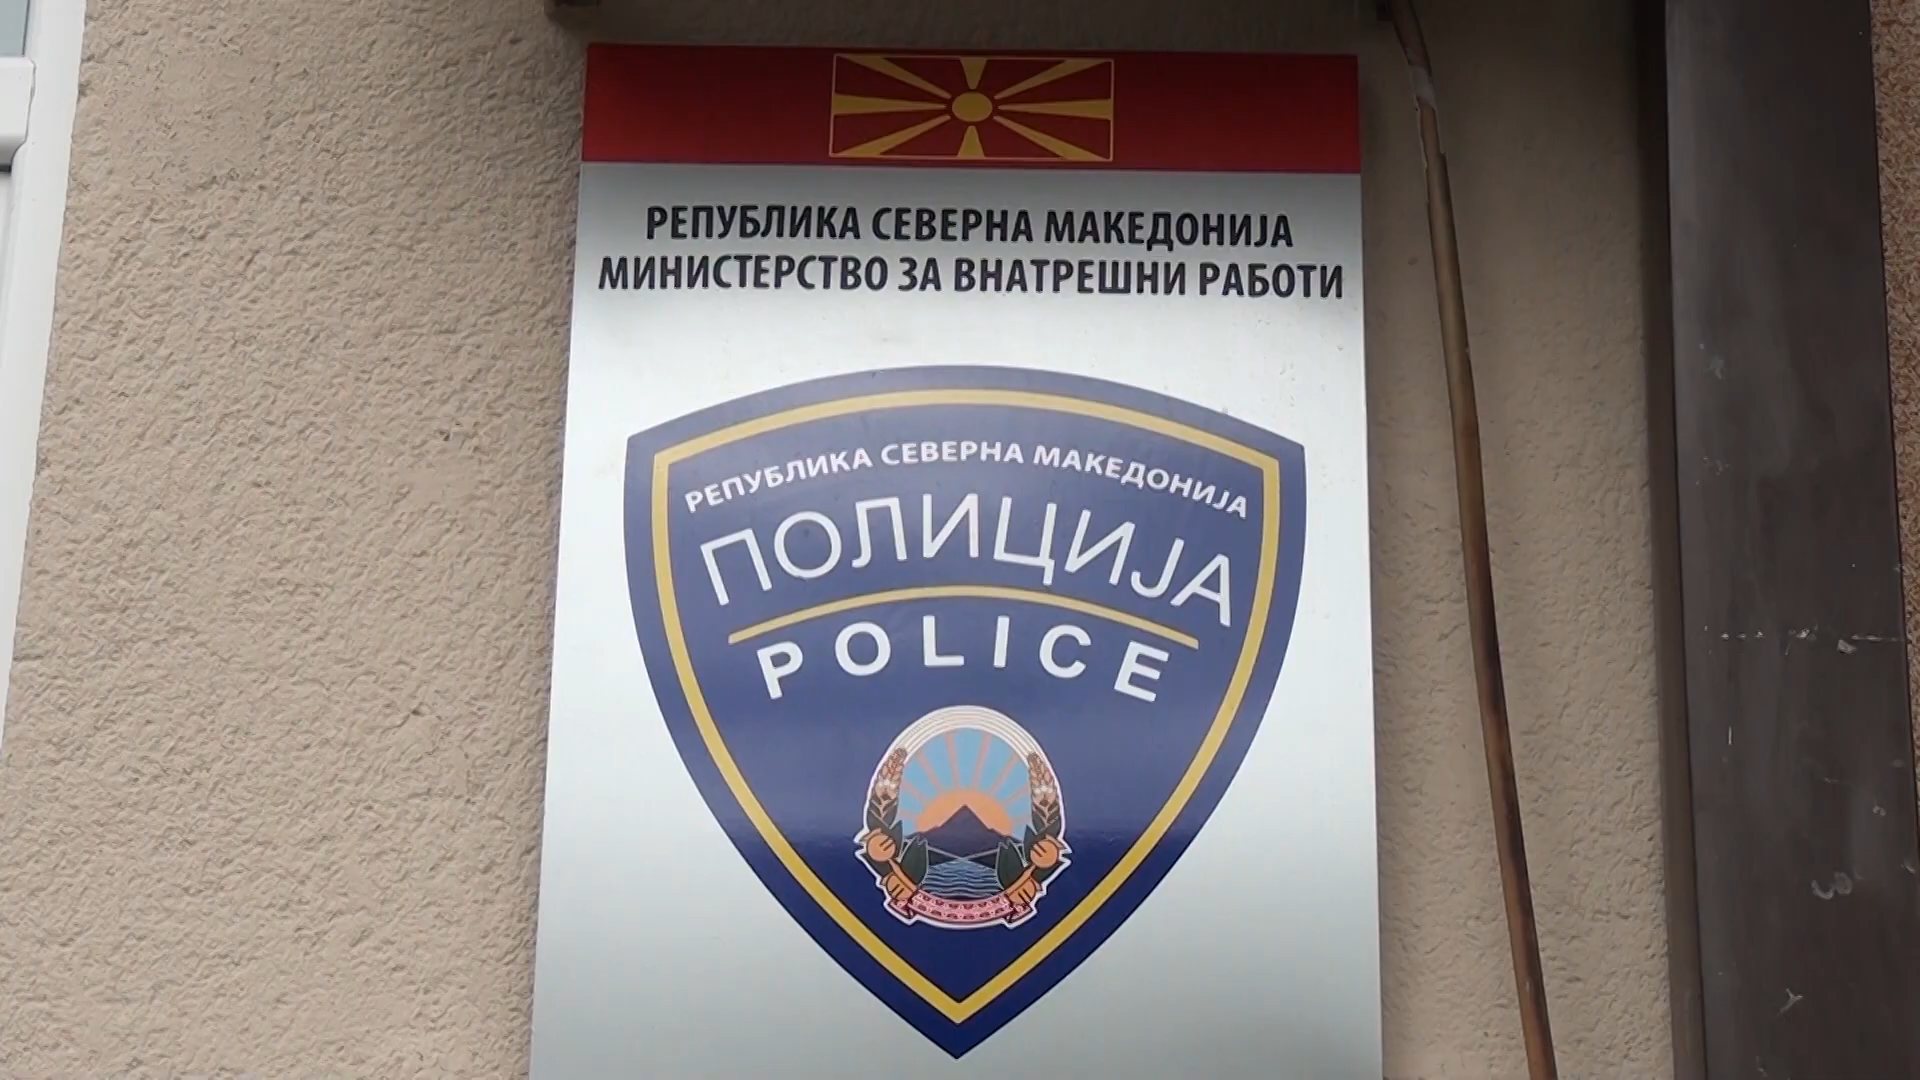 РЕПУБЛИКА СЕВЕРНА МАКЕДОНИЈА
МИНИСТЕРСТВО ЗА ВНАТРЕШНИ РАБОТИ
РЕПУБЛИКА СЕВЕРНА МАКЕДОНИЈА
ПОЛИЦИЈА
POLICE